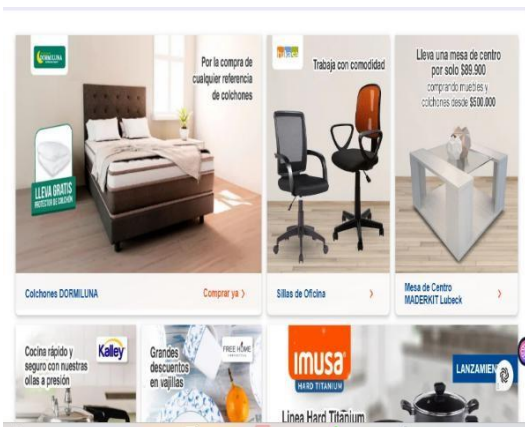 DORMILUNA
Por la compra de
cualquier referencia
de colchones
LLEVA GRATIS
PROTECTOR DE COLCHÓN
Colchones DORMILUNA
Comprar ya >
Trabaja con comodidad
Sillas de Oficina
>
Lleva una mesa de centro
por solo $89.900
comprando muebles y
colchones desde $500.000
Mesa de Centro
MADERKIT Lubeck
>
Cocina rápido y
seguro con nuestras
ollas a presión
Kalley
Grandes
descuentos
en vajillas
FREE HOME
IMUSA
HARD TITANIUM
Linea Hard Titanium
LANZAMIEN